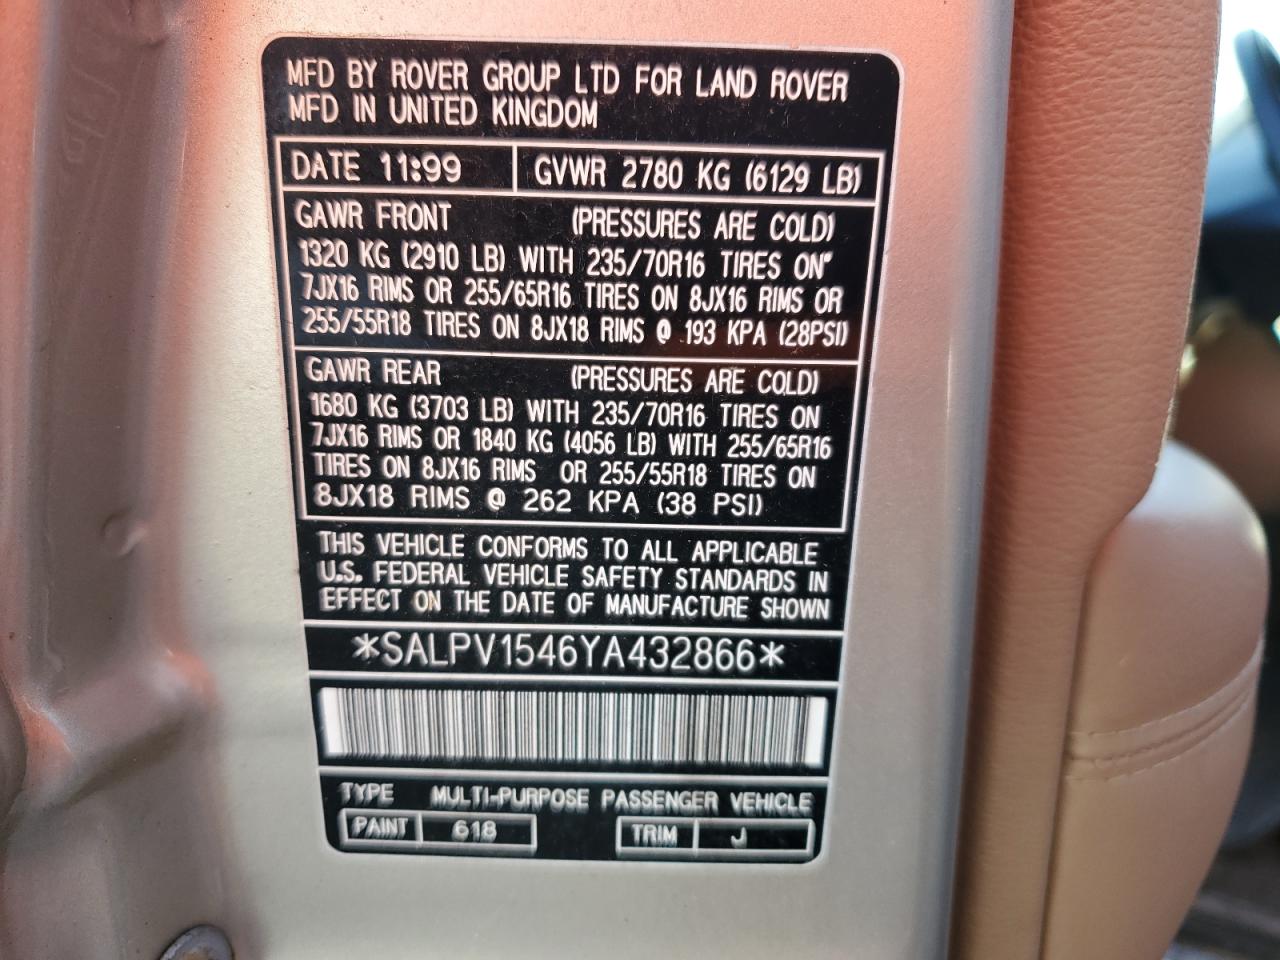 MFD BY ROVER GROUP LTD FOR LAND ROVER
MFD IN UNITED KINGDOM
DATE 11:99 GVWR 2780 KG (6129 LB)
GAWR FRONT (PRESSURES ARE COLD)
1320 KG (2910 LB) WITH 235/70R16 TIRES ON"
7JX16 RIMS OR 255/65R16 TIRES ON 8JX16 RIMS OR
255/55R18 TIRES ON 8JX18 RIMS @ 193 KPA (28PSI)
GAWR REAR (PRESSURES ARE COLD)
1680 KG (3703 LB) WITH 235/70R16 TIRES ON
7JX16 RIMS OR 1840 KG (4056 LB) WITH 255/65R16
TIRES ON 8JX16 RIMS OR 255/55R18 TIRES ON
8JX18 RIMS @ 262 KPA (38 PSI)
THIS VEHICLE CONFORMS TO ALL APPLICABLE
U.S. FEDERAL VEHICLE SAFETY STANDARDS IN
EFFECT ON THE DATE OF MANUFACTURE SHOWN
*SALPV1546YA432866*
TYPE MULTI-PURPOSE PASSENGER VEHICLE
PAINT 618 TRIM J